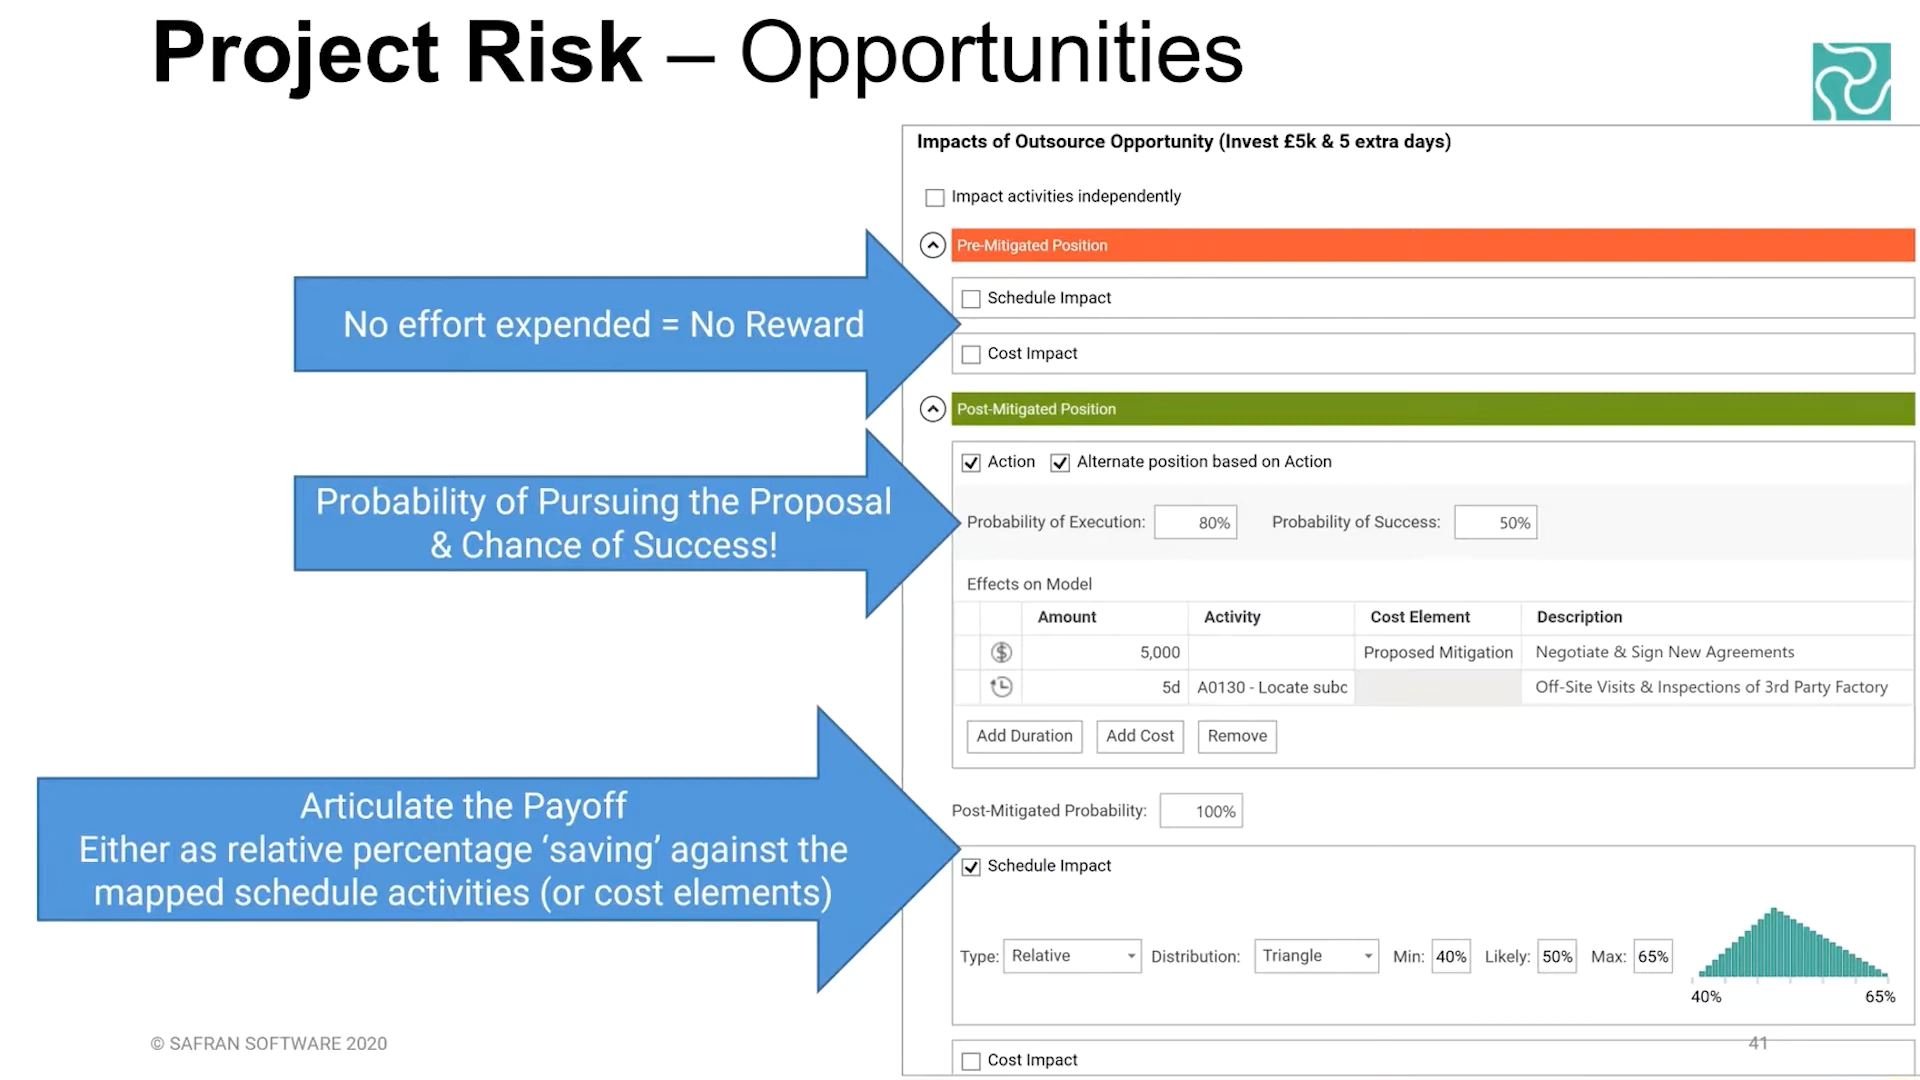 Project Risk – Opportunities
Impacts of Outsource Opportunity (Invest £5k & 5 extra days)
Impact activities independently
Pre-Mitigated Position
No effort expended = No Reward
Schedule Impact
Cost Impact
Post-Mitigated Position
Action Alternate position based on Action
Probability of Pursuing the Proposal
& Chance of Success!
Probability of Execution: 80% Probability of Success: 50%
Effects on Model
Amount Activity Cost Element Description
$ 5,000 Proposed Mitigation Negotiate & Sign New Agreements
5d A0130 - Locate subc Off-Site Visits & Inspections of 3rd Party Factory
Add Duration Add Cost Remove
Articulate the Payoff
Either as relative percentage ‘saving’ against the
mapped schedule activities (or cost elements)
Post-Mitigated Probability: 100%
Schedule Impact
Type: Relative Distribution: Triangle Min: 40% Likely: 50% Max: 65%
40% 65%
Cost Impact
© SAFRAN SOFTWARE 2020
41